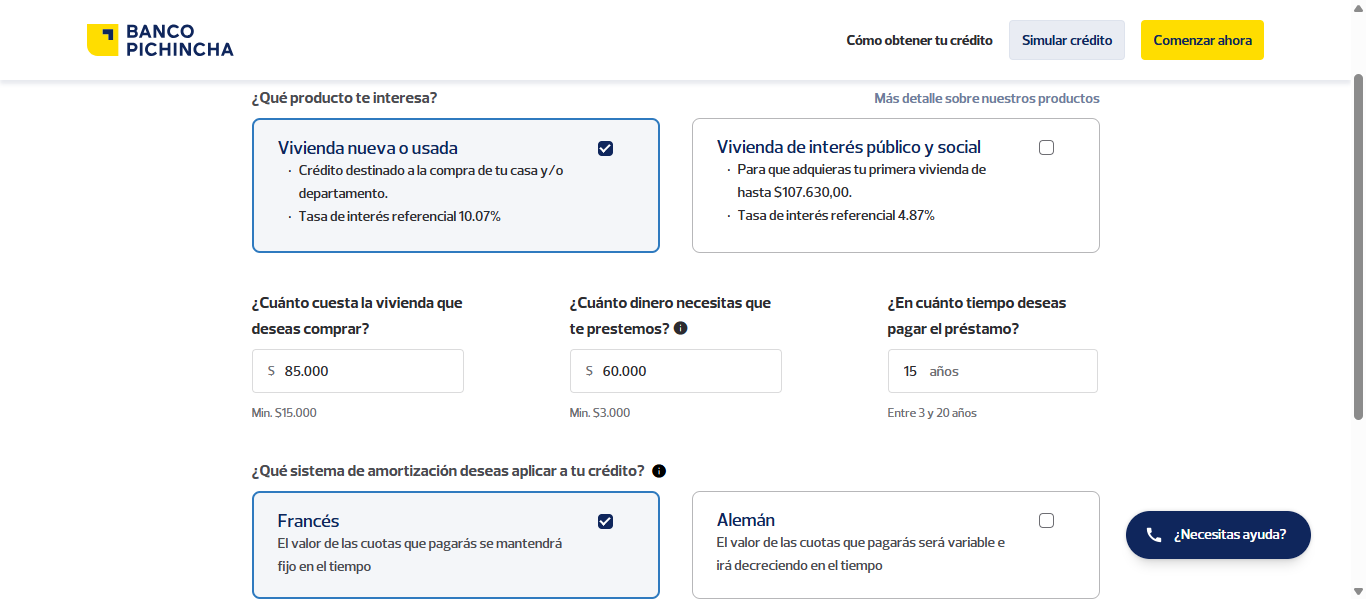 BANCO
PICHINCHA
Cómo obtener tu crédito
Simular crédito
Comenzar ahora
¿Qué producto te interesa?
Más detalle sobre nuestros productos
Vivienda nueva o usada
· Crédito destinado a la compra de tu casa y/o
departamento.
· Tasa de interés referencial 10.07%
Vivienda de interés público y social
· Para que adquieras tu primera vivienda de
hasta $107.630,00.
· Tasa de interés referencial 4.87%
¿Cuánto cuesta la vivienda que
deseas comprar?
$ 85.000
Min. $15.000
¿Cuánto dinero necesitas que
te prestemos?
$ 60.000
Min. $3.000
¿En cuánto tiempo deseas
pagar el préstamo?
15 años
Entre 3 y 20 años
¿Qué sistema de amortización deseas aplicar a tu crédito?
Francés
El valor de las cuotas que pagarás se mantendrá
fijo en el tiempo
Alemán
El valor de las cuotas que pagarás será variable e
irá decreciendo en el tiempo
¿Necesitas ayuda?